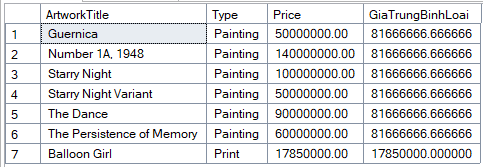 ArtworkTitle Type Price GiaTrungBinhLoai
1 Guernica Painting 50000000.00 81666666.666666
2 Number 1A, 1948 Painting 140000000.00 81666666.666666
3 Starry Night Painting 100000000.00 81666666.666666
4 Starry Night Variant Painting 50000000.00 81666666.666666
5 The Dance Painting 90000000.00 81666666.666666
6 The Persistence of Memory Painting 60000000.00 81666666.666666
7 Balloon Girl Print 17850000.00 17850000.000000